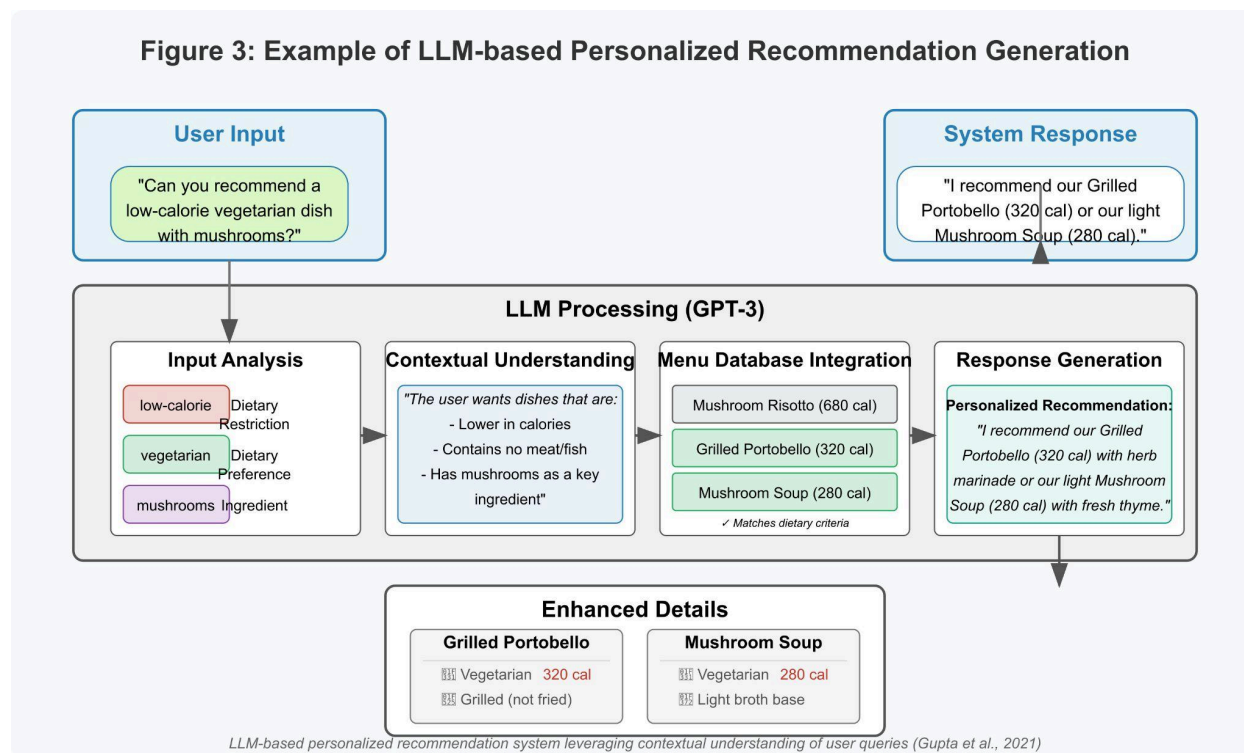 Figure 3: Example of LLM-based Personalized Recommendation Generation
User Input
"Can you recommend a
low-calorie vegetarian dish
with mushrooms?"
System Response
"I recommend our Grilled
Portobello (320 cal) or our light
Mushroom Soup (280 cal)."
LLM Processing (GPT-3)
Input Analysis
low-calorie Dietary
Restriction
vegetarian Dietary
Preference
mushrooms Ingredient
Contextual Understanding
"The user wants dishes that are:
- Lower in calories
- Contains no meat/fish
- Has mushrooms as a key
ingredient"
Menu Database Integration
Mushroom Risotto (680 cal)
Grilled Portobello (320 cal)
Mushroom Soup (280 cal)
✓ Matches dietary criteria
Response Generation
Personalized Recommendation:
"I recommend our Grilled
Portobello (320 cal) with herb
marinade or our light Mushroom
Soup (280 cal) with fresh thyme."
Enhanced Details
Grilled Portobello
Vegetarian 320 cal
Grilled (not fried)
Mushroom Soup
Vegetarian 280 cal
Light broth base
LLM-based personalized recommendation system leveraging contextual understanding of user queries (Gupta et al., 2021)